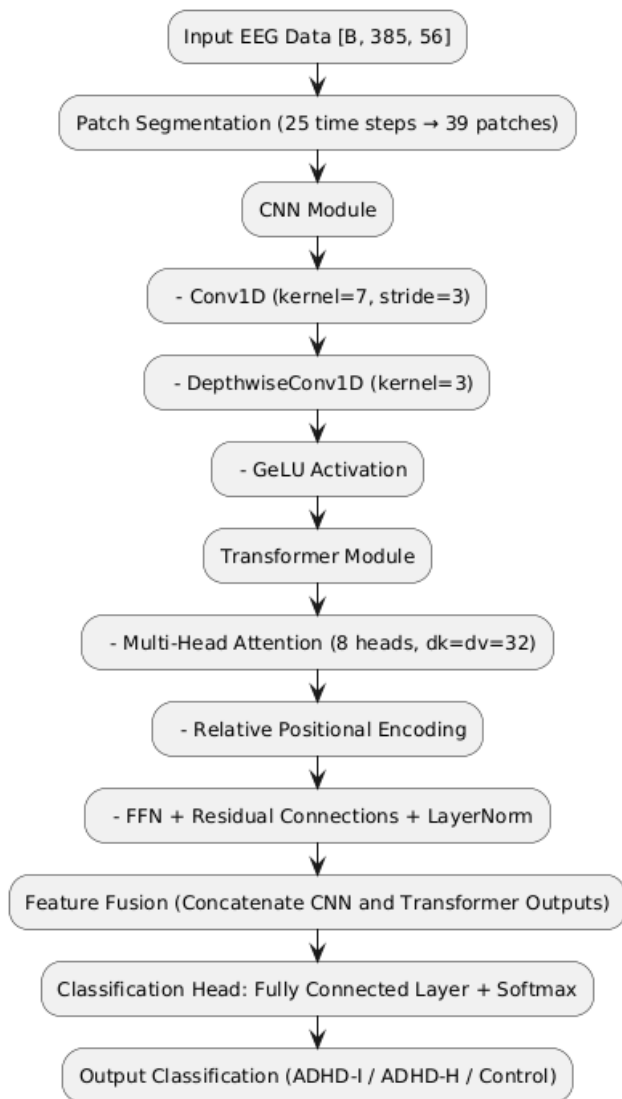 Input EEG Data [B, 385, 56]
Patch Segmentation (25 time steps → 39 patches)
CNN Module
- Conv1D (kernel=7, stride=3)
- DepthwiseConv1D (kernel=3)
- GeLU Activation
Transformer Module
- Multi-Head Attention (8 heads, dk=dv=32)
- Relative Positional Encoding
- FFN + Residual Connections + LayerNorm
Feature Fusion (Concatenate CNN and Transformer Outputs)
Classification Head: Fully Connected Layer + Softmax
Output Classification (ADHD-I / ADHD-H / Control)